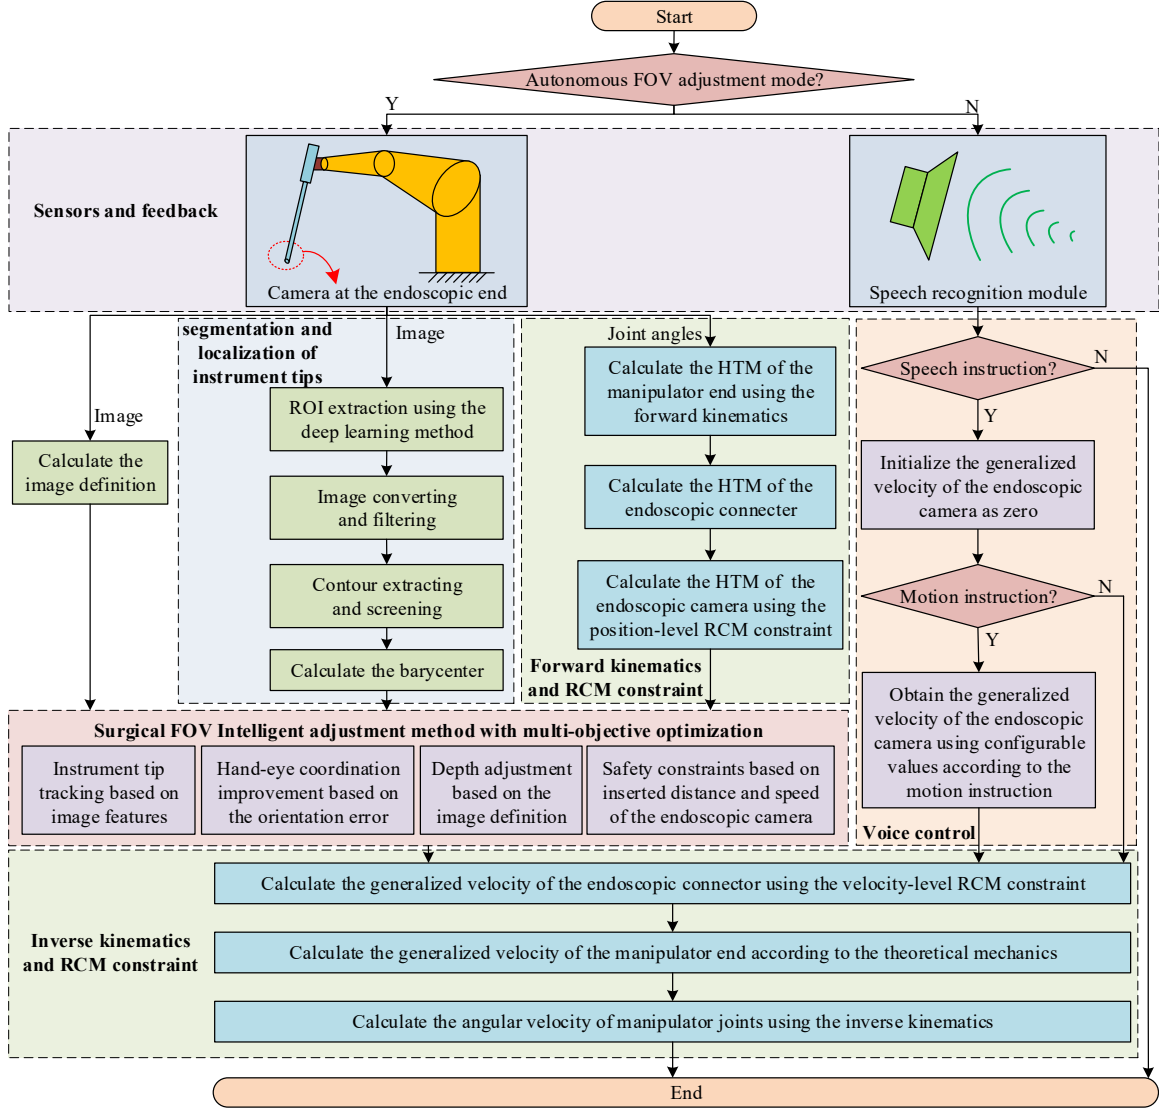 Start
Autonomous FOV adjustment mode?
Y
N
Sensors and feedback
Camera at the endoscopic end
Speech recognition module
segmentation and
localization of
instrument tips
Image
Joint angles
Image
Calculate the
image definition
ROI extraction using the
deep learning method
Image converting
and filtering
Contour extracting
and screening
Calculate the barycenter
Calculate the HTM of the
manipulator end using the
forward kinematics
Calculate the HTM of the
endoscopic connecter
Calculate the HTM of the
endoscopic camera using the
position-level RCM constraint
Forward kinematics
and RCM constraint
Speech instruction?
N
Y
Initialize the generalized
velocity of the endoscopic
camera as zero
Motion instruction?
N
Y
Obtain the generalized
velocity of the endoscopic
camera using configurable
values according to the
motion instruction
Voice control
Surgical FOV Intelligent adjustment method with multi-objective optimization
Instrument tip
tracking based on
image features
Hand-eye coordination
improvement based on
the orientation error
Depth adjustment
based on the
image definition
Safety constraints based on
inserted distance and speed
of the endoscopic camera
Inverse kinematics
and RCM constraint
Calculate the generalized velocity of the endoscopic connector using the velocity-level RCM constraint
Calculate the generalized velocity of the manipulator end according to the theoretical mechanics
Calculate the angular velocity of manipulator joints using the inverse kinematics
End